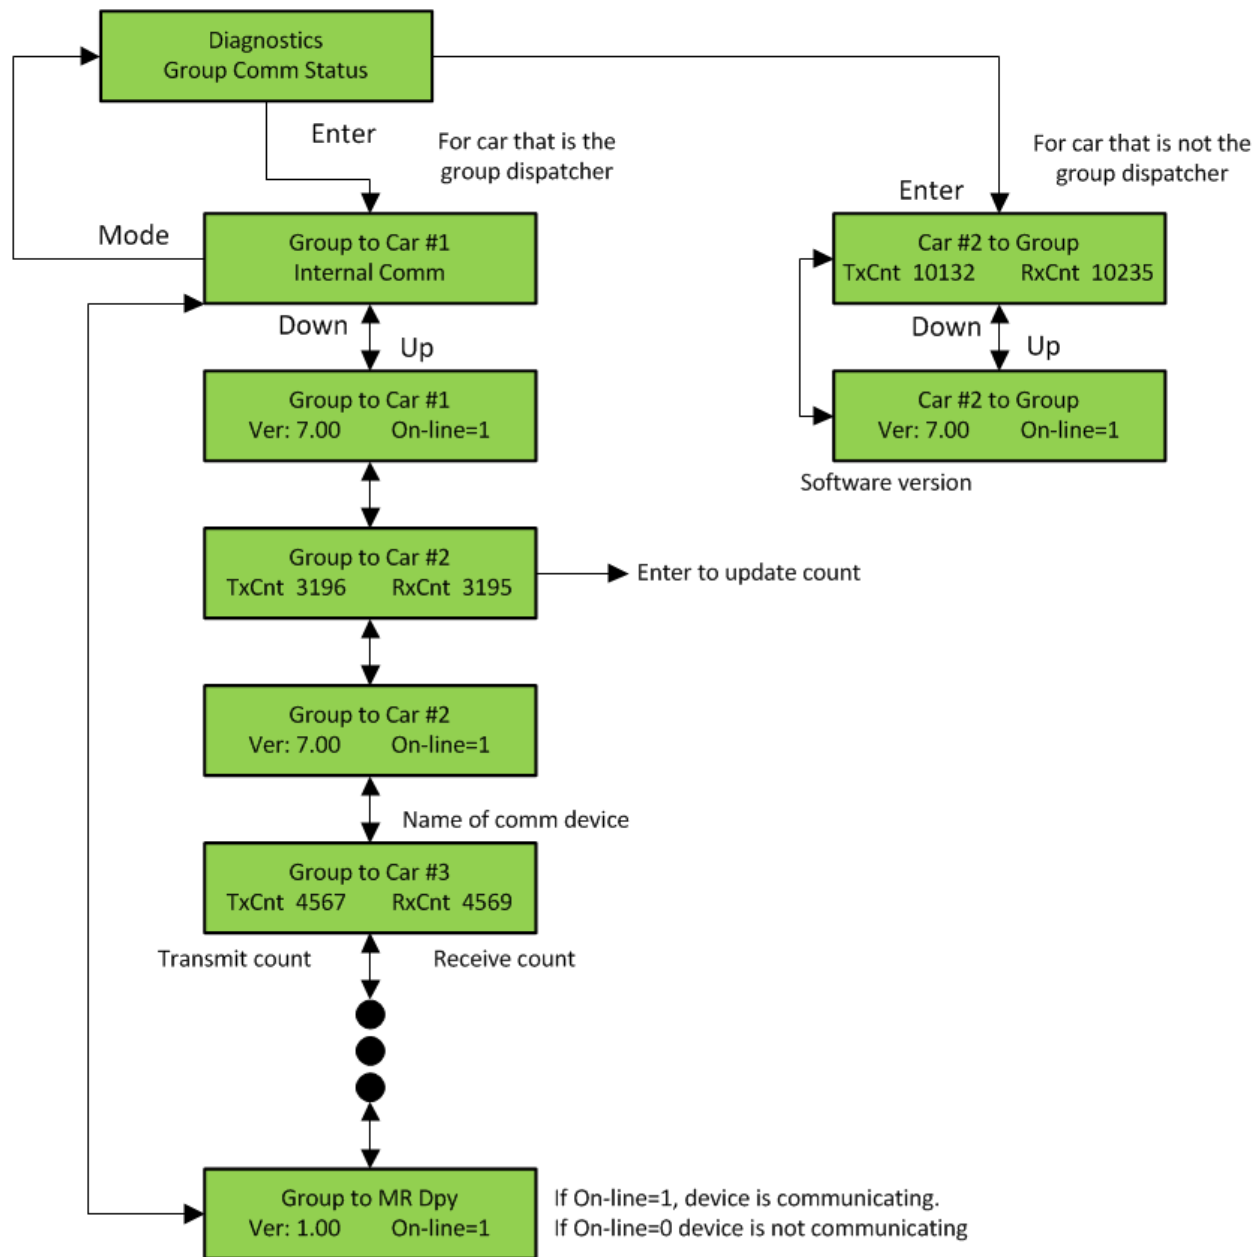 Diagnostics
Group Comm Status
Enter
For car that is the
group dispatcher
For car that is not the
group dispatcher
Enter
Mode
Group to Car #1
Internal Comm
Car #2 to Group
TxCnt 10132 RxCnt 10235
Down
Up
Down
Up
Group to Car #1
Ver: 7.00 On-line=1
Car #2 to Group
Ver: 7.00 On-line=1
Software version
Group to Car #2
TxCnt 3196 RxCnt 3195
Enter to update count
Group to Car #2
Ver: 7.00 On-line=1
Name of comm device
Group to Car #3
TxCnt 4567 RxCnt 4569
Transmit count
Receive count
Group to MR Dpy
Ver: 1.00 On-line=1
If On-line=1, device is communicating.
If On-line=0 device is not communicating